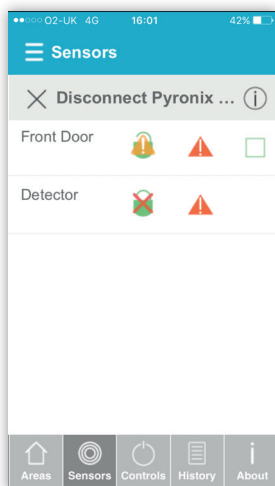 O2-UK 4G 16:01 42%
Sensors
Disconnect Pyronix ...
Front Door
Detector
Areas Sensors Controls History About